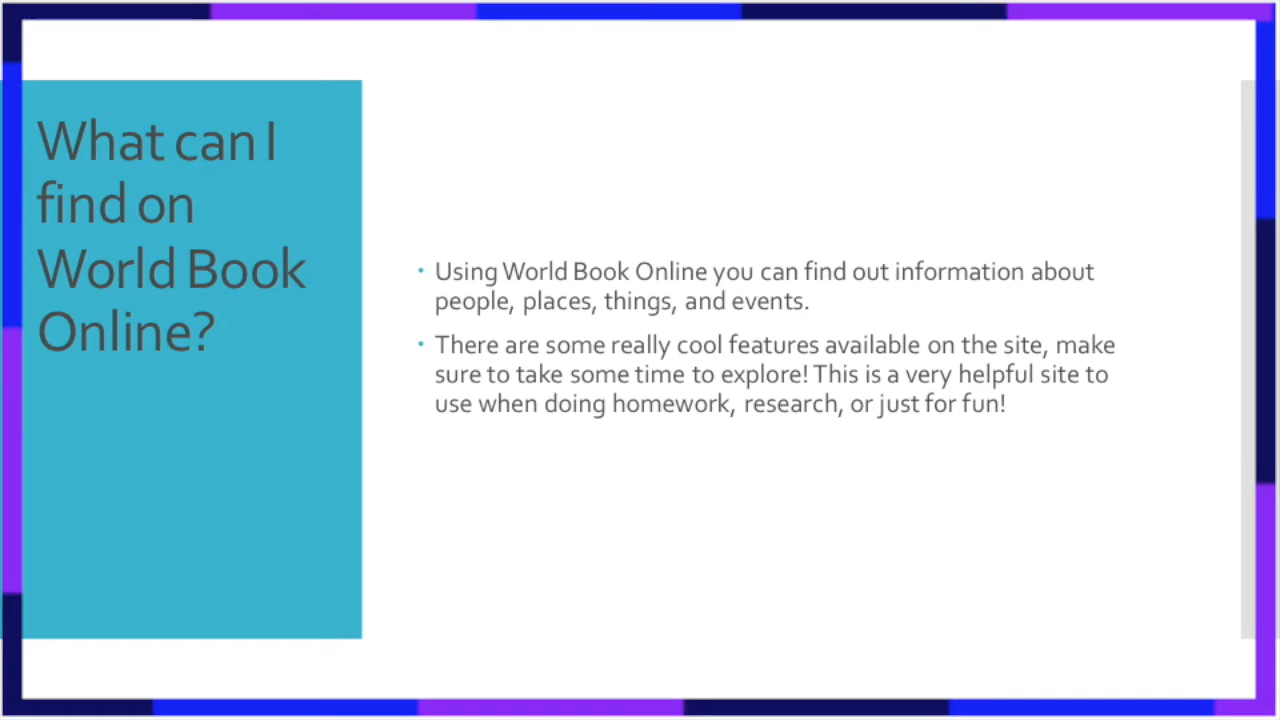 What can I
find on
World Book
Online?
• Using World Book Online you can find out information about
people, places, things, and events.
• There are some really cool features available on the site, make
sure to take some time to explore! This is a very helpful site to
use when doing homework, research, or just for fun!